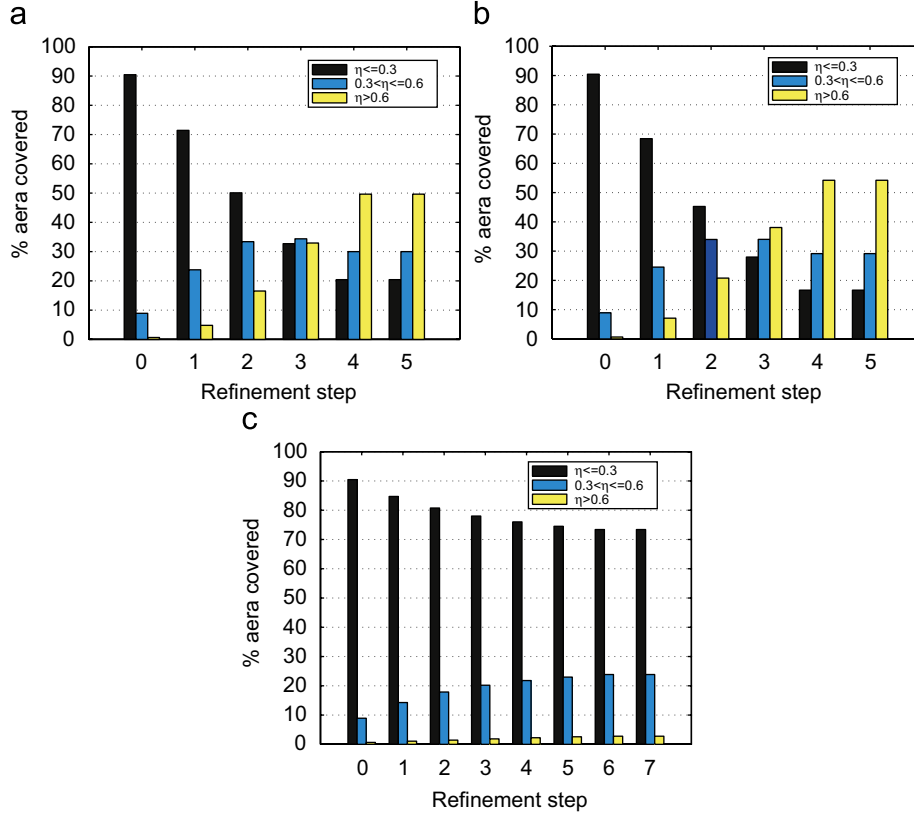 a
100
90
80
70
60
50
40
30
20
10
0
% aera covered
η<=0.3
0.3<η<=0.6
η>0.6
0 1 2 3 4 5
Refinement step
b
100
90
80
70
60
50
40
30
20
10
0
% aera covered
η<=0.3
0.3<η<=0.6
η>0.6
0 1 2 3 4 5
Refinement step
c
100
90
80
70
60
50
40
30
20
10
0
% aera covered
η<=0.3
0.3<η<=0.6
η>0.6
0 1 2 3 4 5 6 7
Refinement step